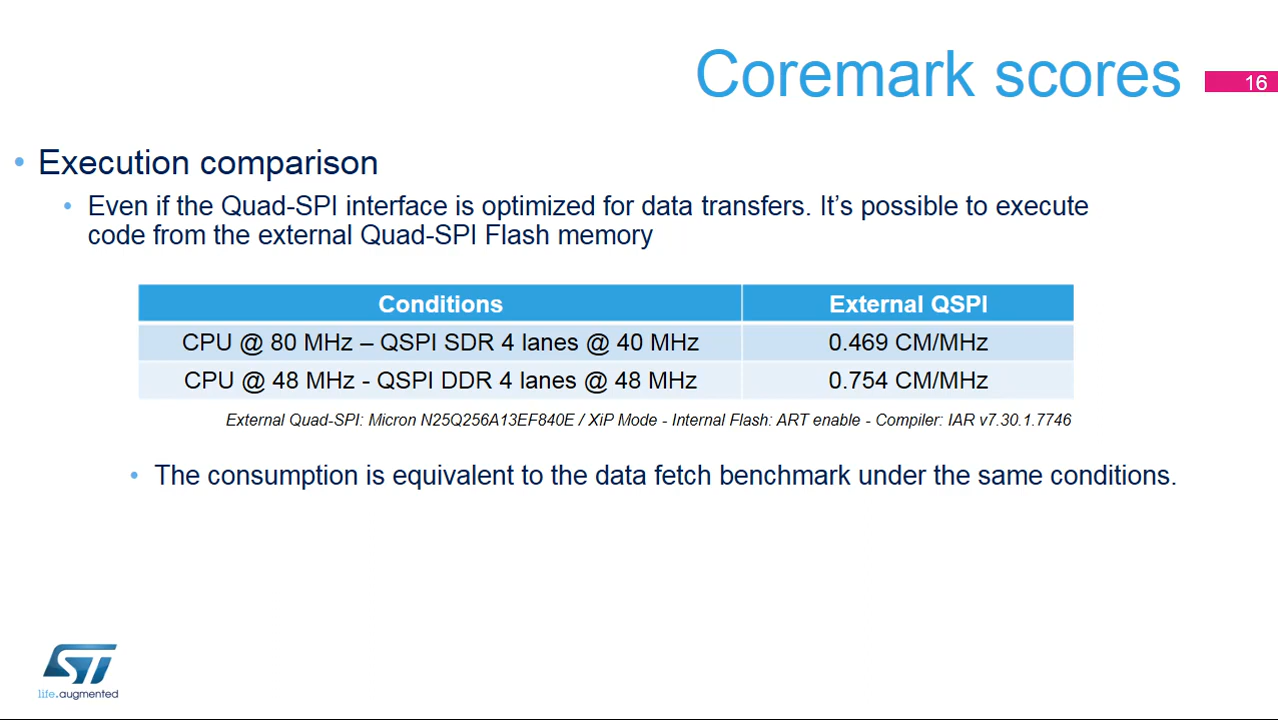 Coremark scores
16
• Execution comparison
• Even if the Quad-SPI interface is optimized for data transfers. It’s possible to execute
code from the external Quad-SPI Flash memory
Conditions External QSPI
CPU @ 80 MHz – QSPI SDR 4 lanes @ 40 MHz 0.469 CM/MHz
CPU @ 48 MHz - QSPI DDR 4 lanes @ 48 MHz 0.754 CM/MHz
External Quad-SPI: Micron N25Q256A13EF840E / XiP Mode - Internal Flash: ART enable - Compiler: IAR v7.30.1.7746
• The consumption is equivalent to the data fetch benchmark under the same conditions.
ST
life.augmented